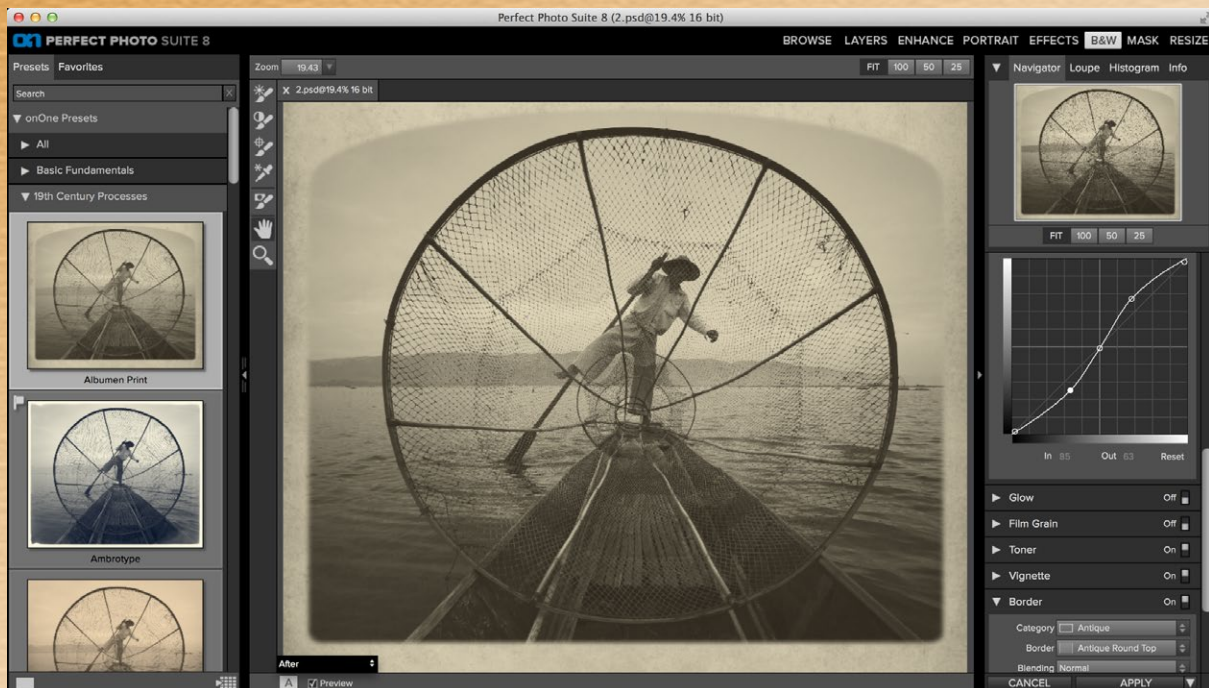 Perfect Photo Suite 8 (2.psd@19.4% 16 bit)
on1 PERFECT PHOTO SUITE 8
BROWSE LAYERS ENHANCE PORTRAIT EFFECTS B&W MASK RESIZE
Presets Favorites
Search X
onOne Presets
All
Basic Fundamentals
19th Century Processes
Albumen Print
Ambrotype
Zoom 19.43
FIT 100 50 25
X 2.psd@19.4% 16 bit
After
A Preview
Navigator Loupe Histogram Info
FIT 100 50 25
In 85 Out 63 Reset
Glow Off
Film Grain Off
Toner On
Vignette On
Border On
Category Antique
Border Antique Round Top
Blending Normal
CANCEL APPLY